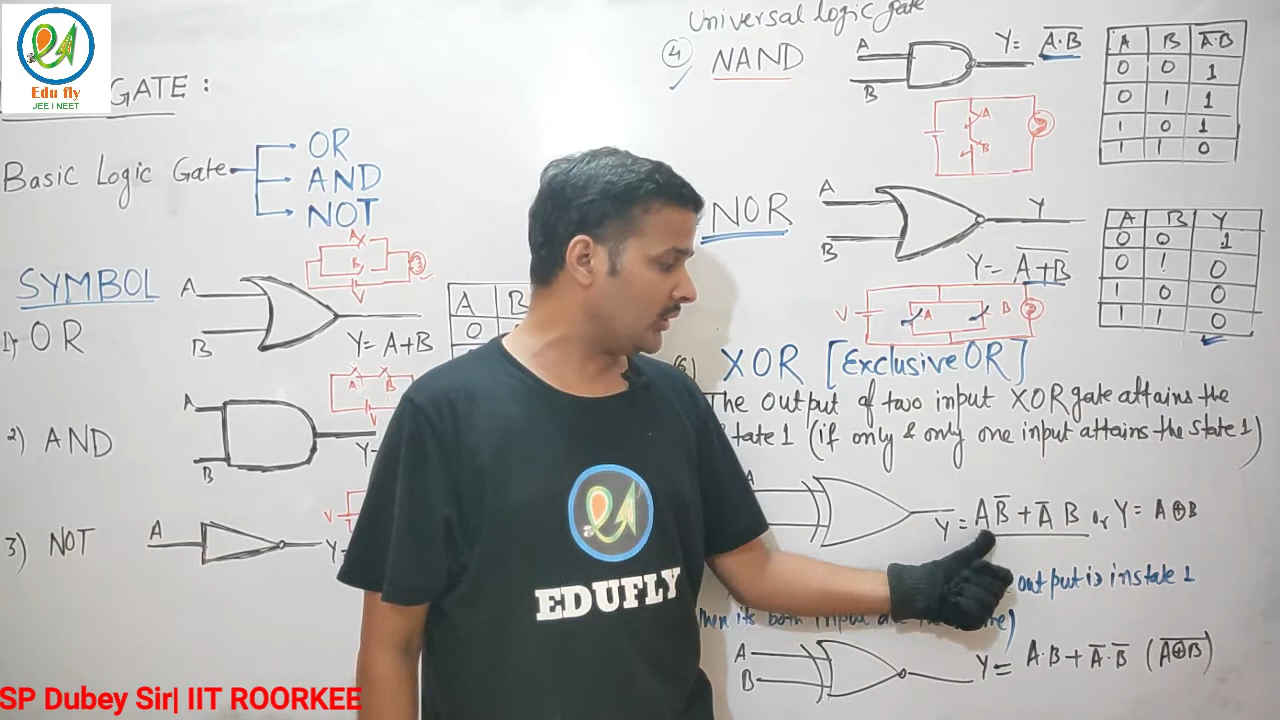 Edu fly
JEE I NEET
GATE :
Basic Logic Gate
OR
AND
NOT
SYMBOL
1) OR
A
B
Y = A+B
A
B
V
A B
0
2) AND
A
B
Y-
A B
V
3) NOT
A
Y=
V
Universal logic gate
4 NAND
A
B
Y= A̅·̅B̅
A B A̅·̅B̅
0 0 1
0 1 1
1 0 1
1 1 0
A
B
NOR
A
B
Y
Y= A̅+̅B̅
V
A B
A B Y
0 0 1
0 1 0
1 0 0
1 1 0
XOR [Exclusive OR]
The output of two input XOR gate attains the
state 1 (if only & only one input attains the state 1)
A
Y = AB̅ + A̅ B or Y = A⊕B
output is in state 1
then its both input are
A
B
Y = A·B + A̅·B̅ (A̅⊕̅B̅)
EDUFLY
SP Dubey Sir| IIT ROORKEE